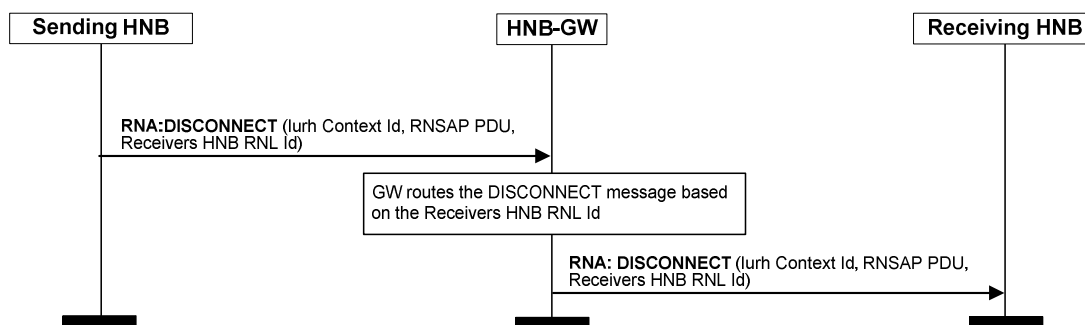 Sending HNB
HNB-GW
Receiving HNB
RNA:DISCONNECT (Iurh Context Id, RNSAP PDU,
Receivers HNB RNL Id)
GW routes the DISCONNECT message based
on the Receivers HNB RNL Id
RNA: DISCONNECT (Iurh Context Id, RNSAP PDU,
Receivers HNB RNL Id)